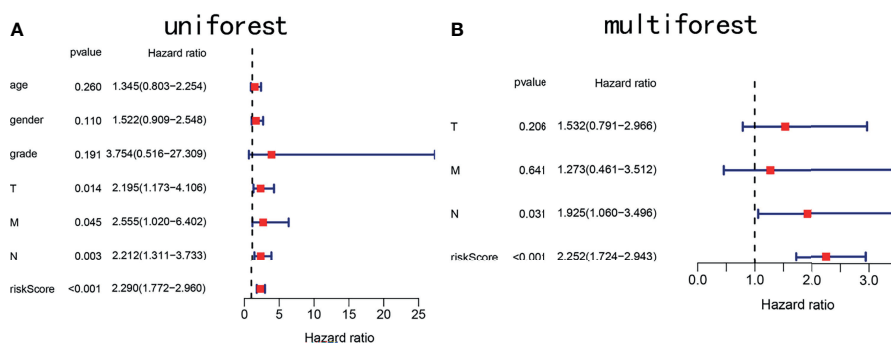 A uniforest
pvalue Hazard ratio
age 0.260 1.345(0.803−2.254)
gender 0.110 1.522(0.909−2.548)
grade 0.191 3.754(0.516−27.309)
T 0.014 2.195(1.173−4.106)
M 0.045 2.555(1.020−6.402)
N 0.003 2.212(1.311−3.733)
riskScore <0.001 2.290(1.772−2.960)
0 5 10 15 20 25
Hazard ratio
B multiforest
pvalue Hazard ratio
T 0.206 1.532(0.791−2.966)
M 0.641 1.273(0.461−3.512)
N 0.031 1.925(1.060−3.496)
riskScore <0.001 2.252(1.724−2.943)
0.0 1.0 2.0 3.0
Hazard ratio